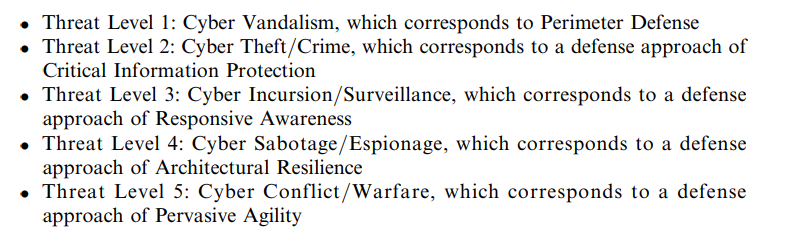 • Threat Level 1: Cyber Vandalism, which corresponds to Perimeter Defense
• Threat Level 2: Cyber Theft/Crime, which corresponds to a defense approach of
Critical Information Protection
• Threat Level 3: Cyber Incursion/Surveillance, which corresponds to a defense
approach of Responsive Awareness
• Threat Level 4: Cyber Sabotage/Espionage, which corresponds to a defense
approach of Architectural Resilience
• Threat Level 5: Cyber Conflict/Warfare, which corresponds to a defense
approach of Pervasive Agility